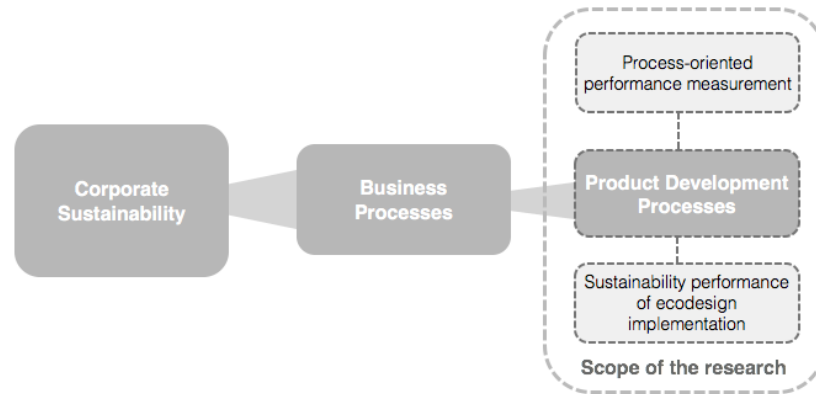 Corporate
Sustainability
Business
Processes
Process-oriented
performance measurement
Product Development
Processes
Sustainability performance
of ecodesign
implementation
Scope of the research